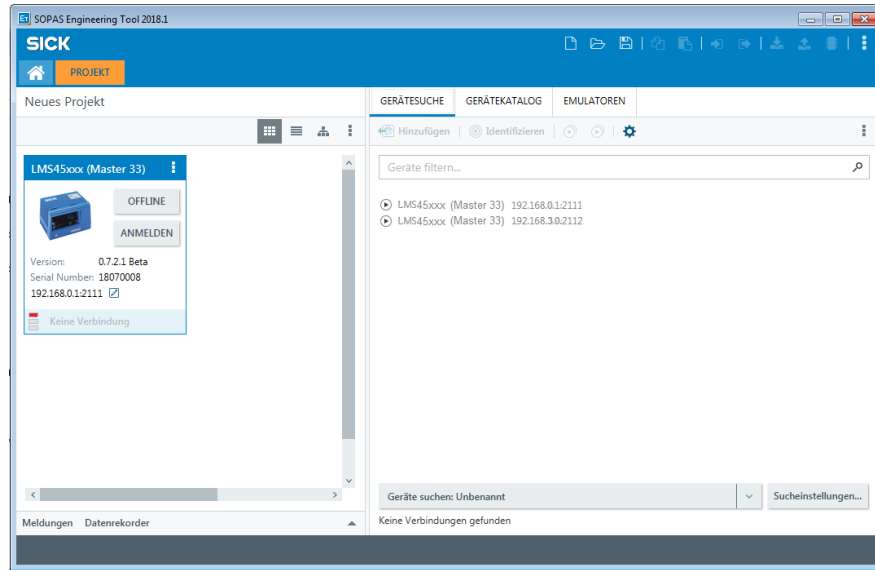 SOPAS Engineering Tool 2018.1
SICK
PROJEKT
Neues Projekt
LMS45xxx (Master 33)
OFFLINE
ANMELDEN
Version: 0.7.2.1 Beta
Serial Number: 18070008
192.168.0.1:2111
Keine Verbindung
Meldungen Datenrekorder
GERÄTESUCHE GERÄTEKATALOG EMULATOREN
Hinzufügen Identifizieren
Geräte filtern...
LMS45xxx (Master 33) 192.168.0.1:2111
LMS45xxx (Master 33) 192.168.3.0:2112
Geräte suchen: Unbenannt
Sucheinstellungen...
Keine Verbindungen gefunden